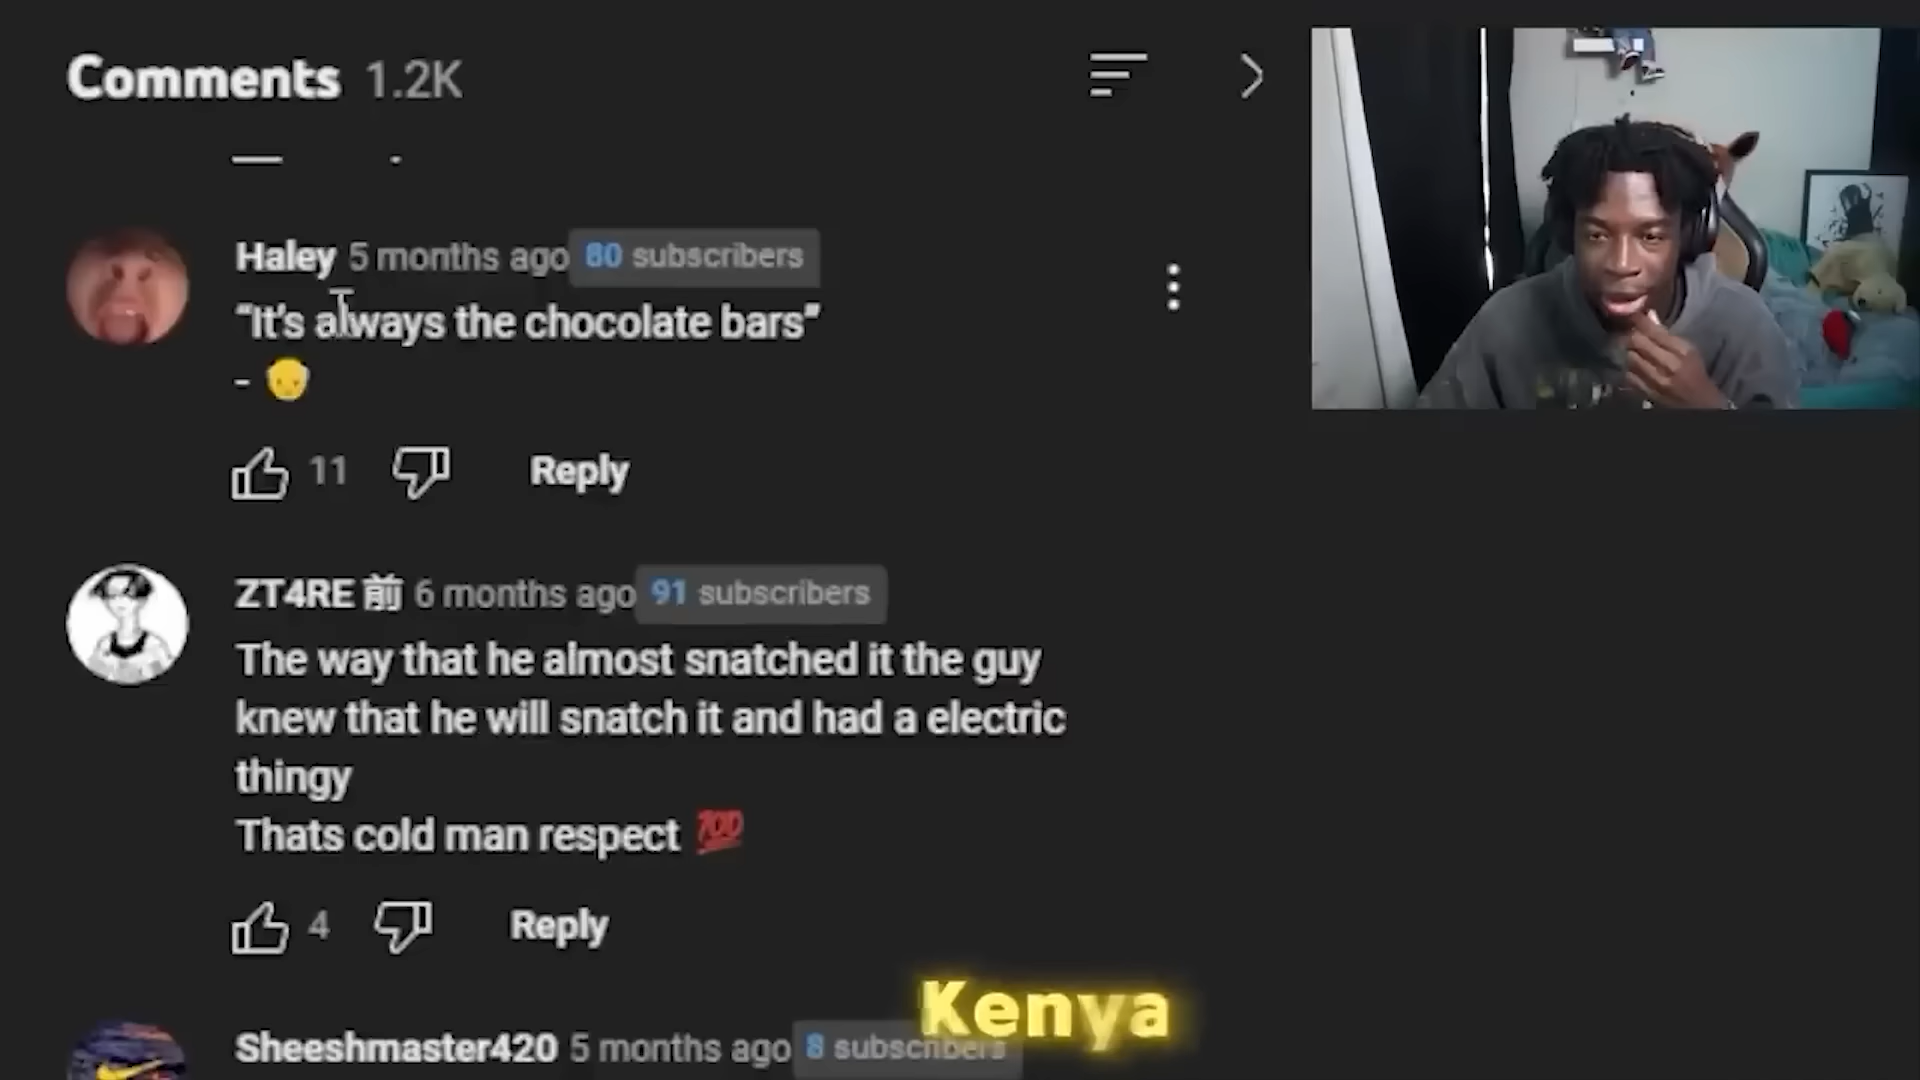 Comments 1.2K
Haley 5 months ago 80 subscribers
“It’s always the chocolate bars”
- 👴
11 Reply
ZT4RE 前 6 months ago 91 subscribers
The way that he almost snatched it the guy
knew that he will snatch it and had a electric
thingy
Thats cold man respect 💯
4 Reply
Kenya
Sheeshmaster420 5 months ago 8 subscribers